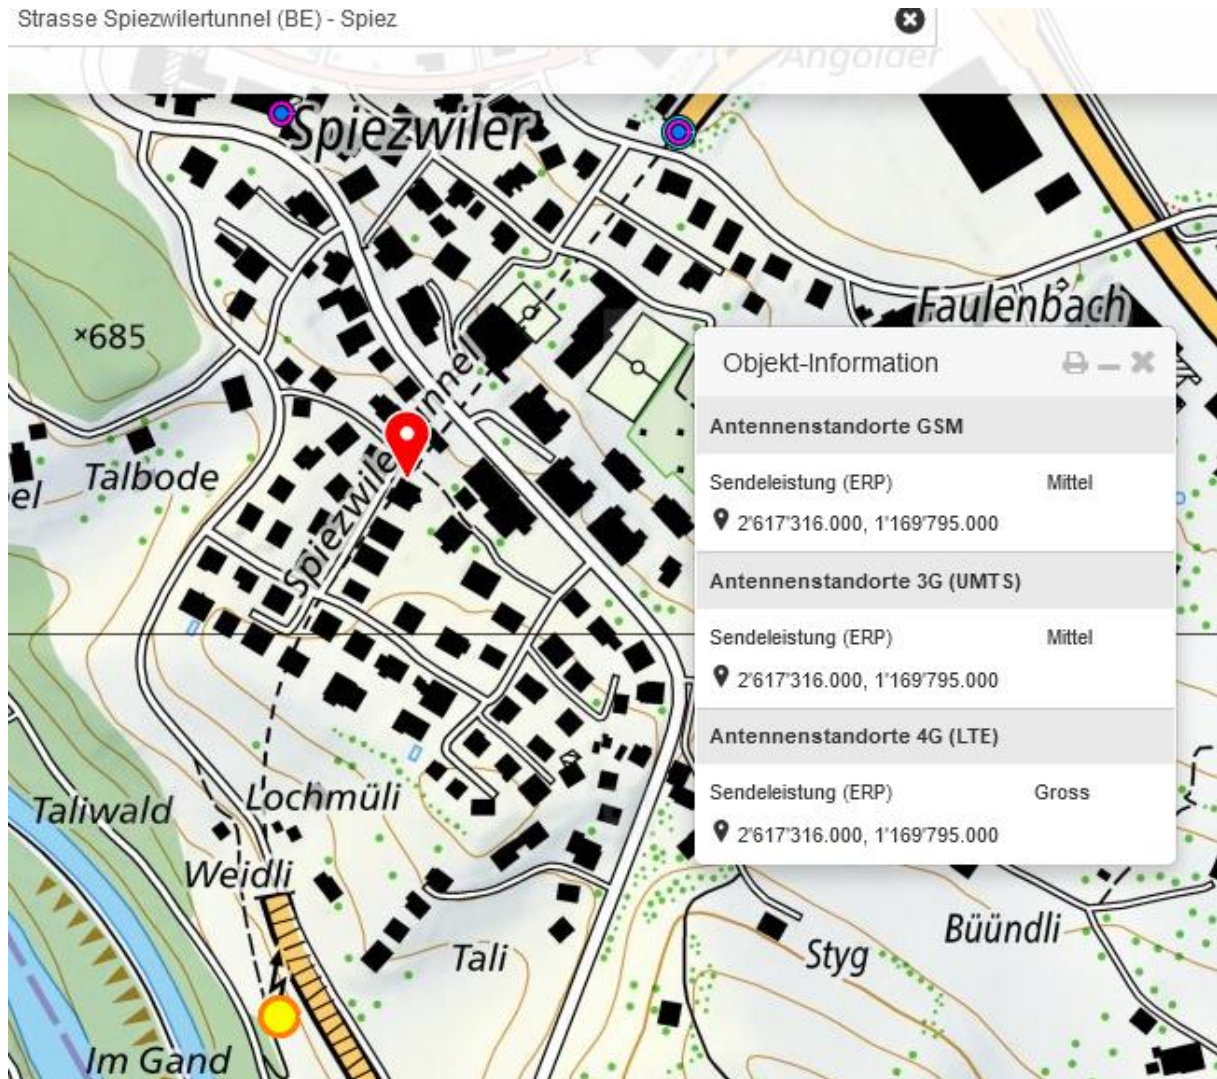 Strasse Spiezwilertunnel (BE) - Spiez
Angolder
Spiezwiler
×685
Faulenbach
Talbode
el
Spiezwilertunnel
Objekt-Information
Antennenstandorte GSM
Sendeleistung (ERP) Mittel
2'617'316.000, 1'169'795.000
Antennenstandorte 3G (UMTS)
Sendeleistung (ERP) Mittel
2'617'316.000, 1'169'795.000
Antennenstandorte 4G (LTE)
Sendeleistung (ERP) Gross
2'617'316.000, 1'169'795.000
Taliwald
Lochmüli
Weidli
Tali
Styg
Büündli
Im Gand